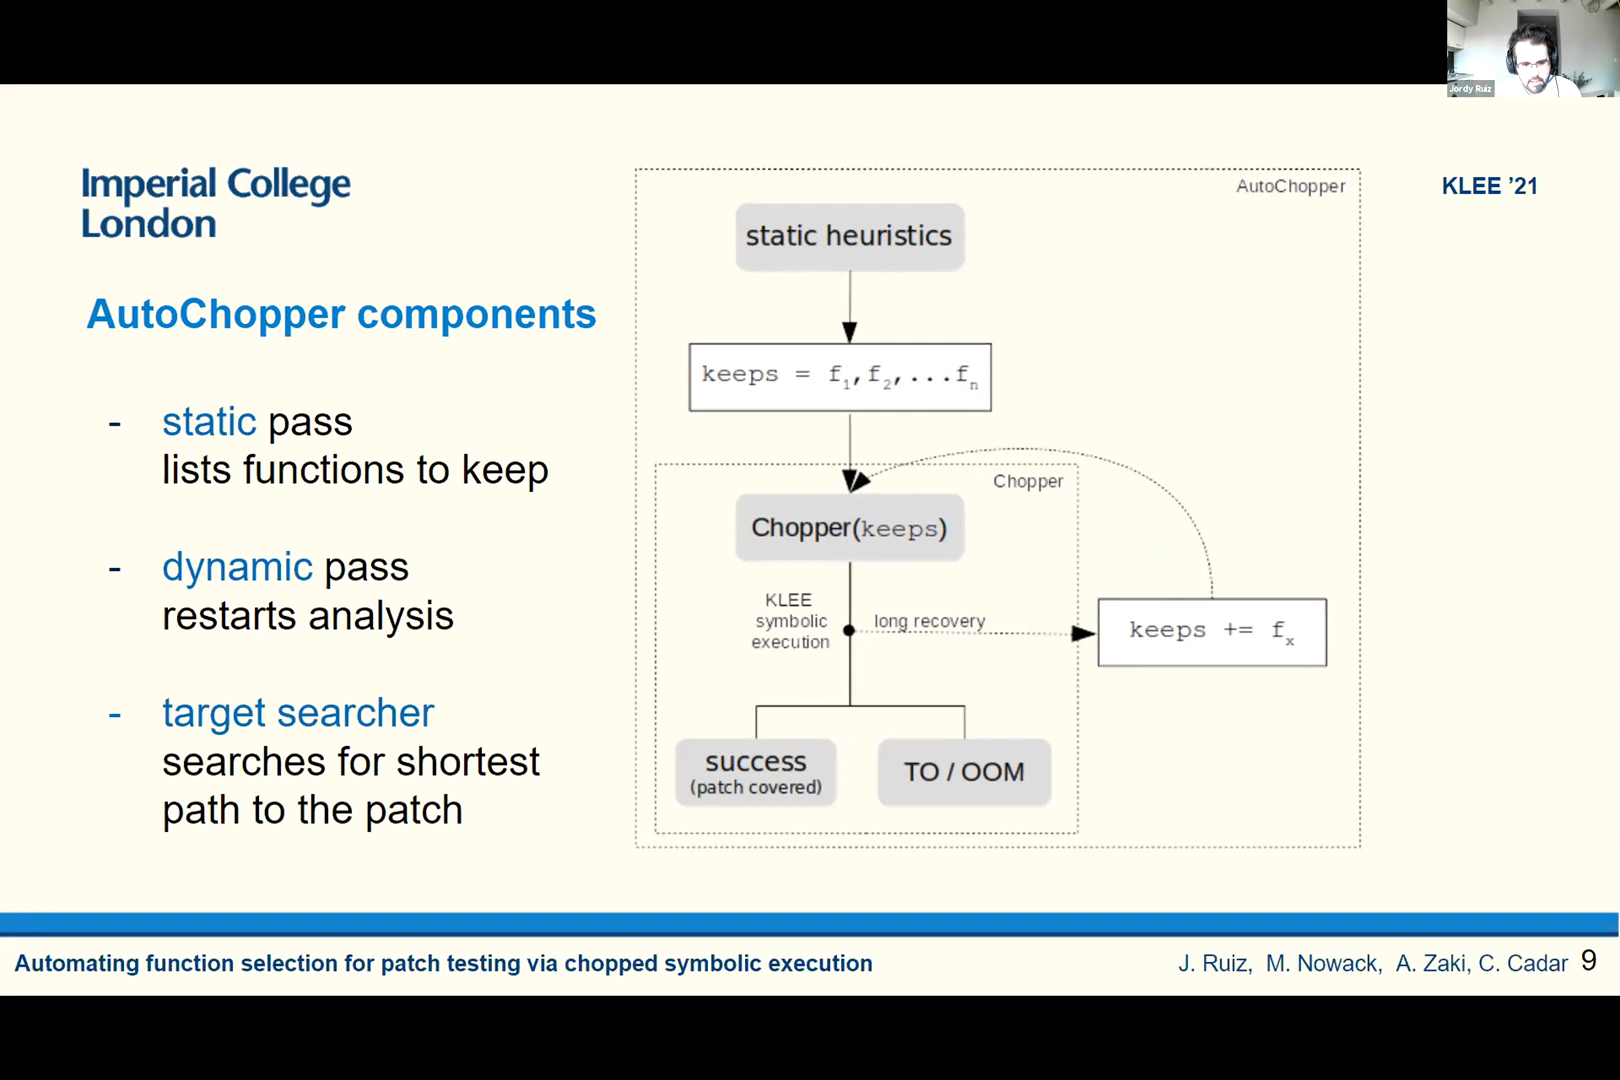 Jordy Ruiz
Imperial College
London
KLEE ’21
AutoChopper components
- static pass
lists functions to keep
- dynamic pass
restarts analysis
- target searcher
searches for shortest
path to the patch
AutoChopper
static heuristics
keeps = f1,f2,...fn
Chopper
Chopper(keeps)
KLEE
symbolic
execution
long recovery
keeps += fx
success
(patch covered)
TO / OOM
Automating function selection for patch testing via chopped symbolic execution
J. Ruiz, M. Nowack, A. Zaki, C. Cadar 9